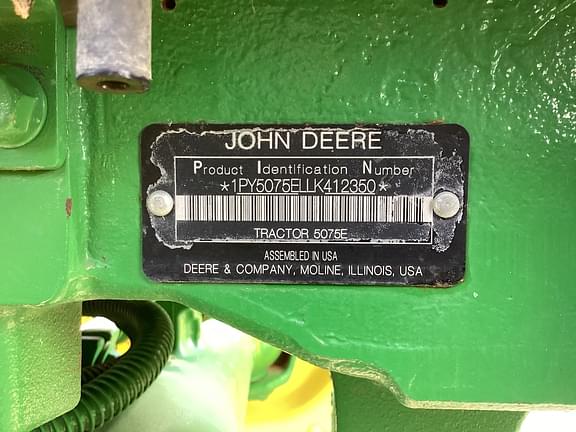 JOHN DEERE
Product Identification Number
*1PY5075ELLK412350*
TRACTOR 5075E
ASSEMBLED IN USA
DEERE & COMPANY, MOLINE, ILLINOIS, USA